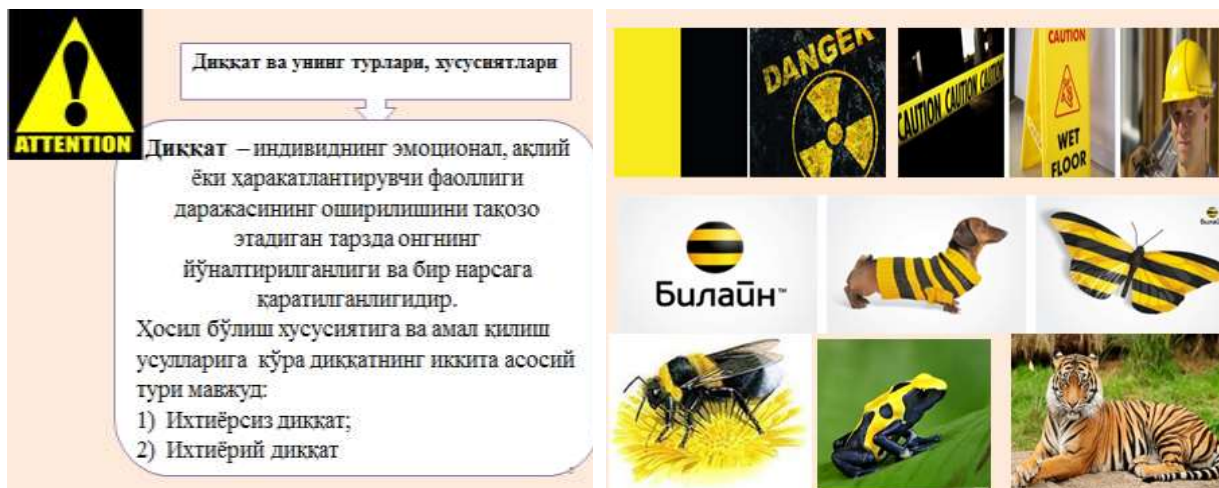 ATTENTION
Диққат ва унинг турлари, хусусиятлари
Диққат – индивиднинг эмоционал, ақлий
ёки ҳаракатлантирувчи фаоллиги
даражасининг оширилишини тақозо
этадиган тарзда онгнинг
йўналтирилганлиги ва бир нарсага
қаратилганлигидир.
Ҳосил бўлиш хусусиятига ва амал қилиш
усулларига кўра диққатнинг иккита асосий
тури мавжуд:
1) Ихтиёрсиз диққат;
2) Ихтиёрий диққат
DANGER
CAUTION CAUTION CAUTION
CAUTION
WET
FLOOR
Билайн™